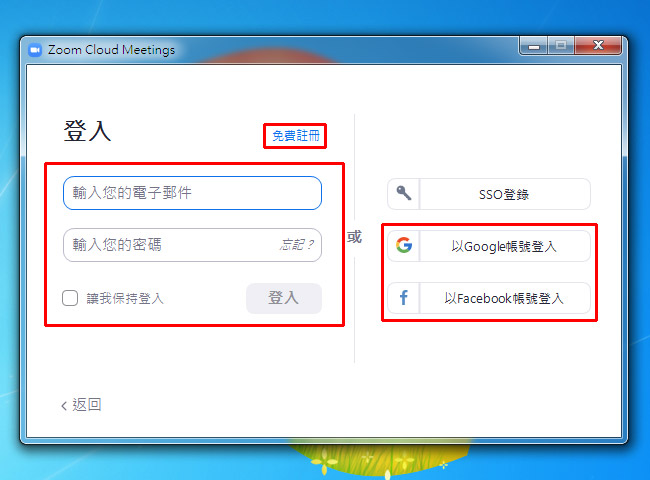 Zoom Cloud Meetings
登入
免費註冊
輸入您的電子郵件
輸入您的密碼
忘記？
讓我保持登入
登入
或
SSO登錄
以Google帳號登入
以Facebook帳號登入
返回